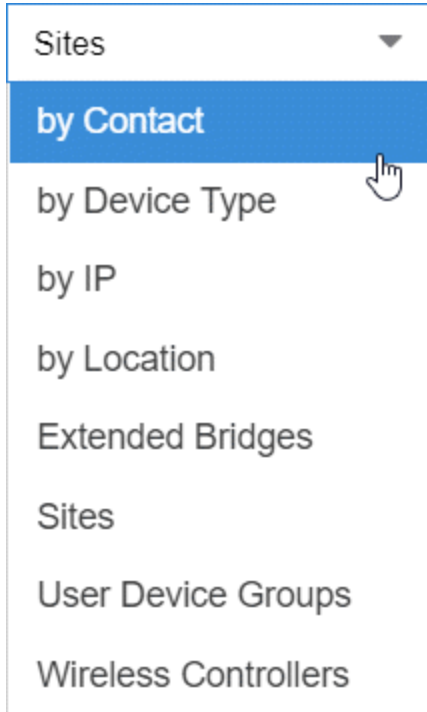 Sites
by Contact
by Device Type
by IP
by Location
Extended Bridges
Sites
User Device Groups
Wireless Controllers